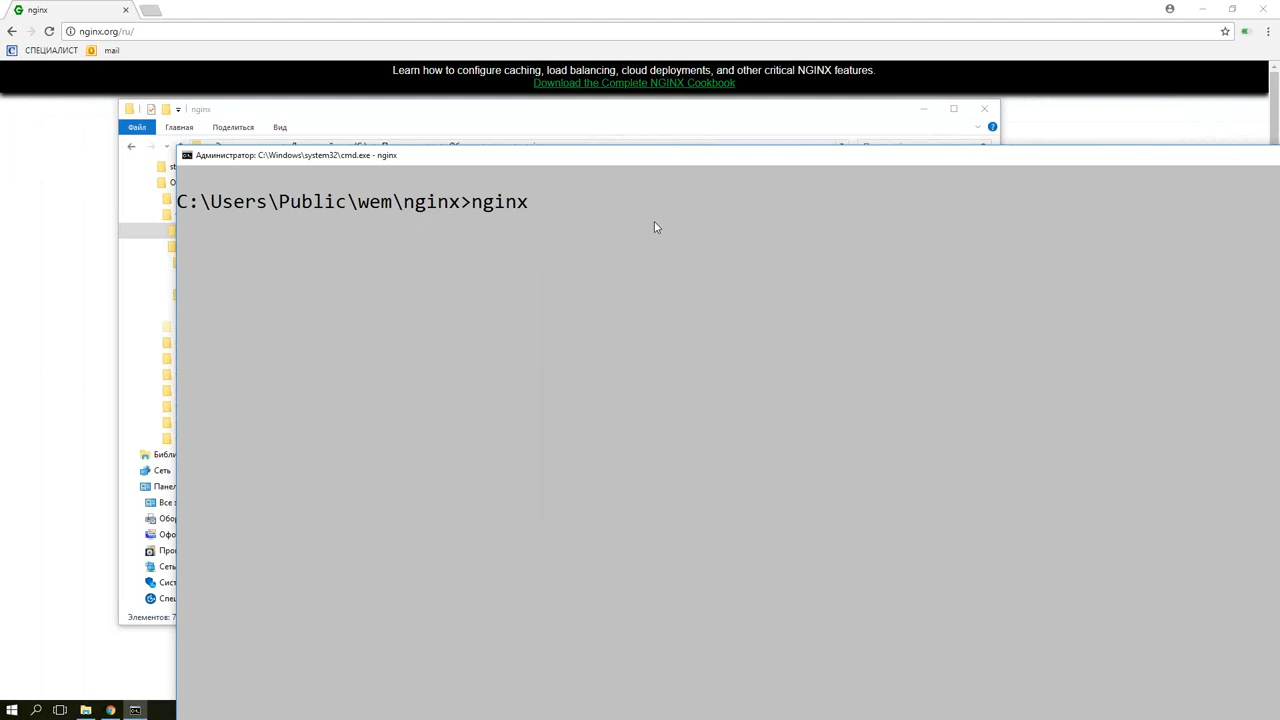 nginx
nginx.org/ru/
СПЕЦИАЛИСТ
mail
Learn how to configure caching, load balancing, cloud deployments, and other critical NGINX features.
Download the Complete NGINX Cookbook
nginx
Файл
Главная
Поделиться
Вид
Администратор: C:\Windows\system32\cmd.exe - nginx
C:\Users\Public\wem\nginx>nginx
st
O
Библи
Сеть
Панел
Все э
Обор
Офо
Про
Сеть
Сист
Спец
Элементов: 7